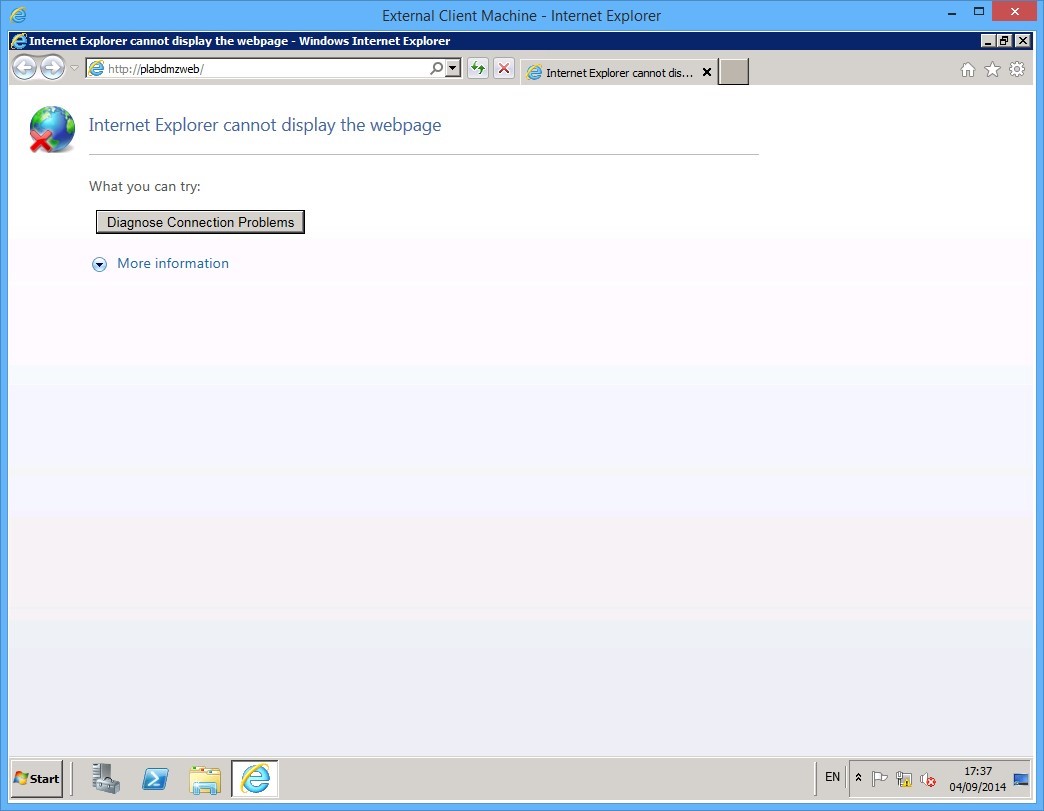 External Client Machine - Internet Explorer
Internet Explorer cannot display the webpage - Windows Internet Explorer
http://plabdmzweb/
Internet Explorer cannot dis...
Internet Explorer cannot display the webpage
What you can try:
Diagnose Connection Problems
More information
Start
EN
17:37
04/09/2014